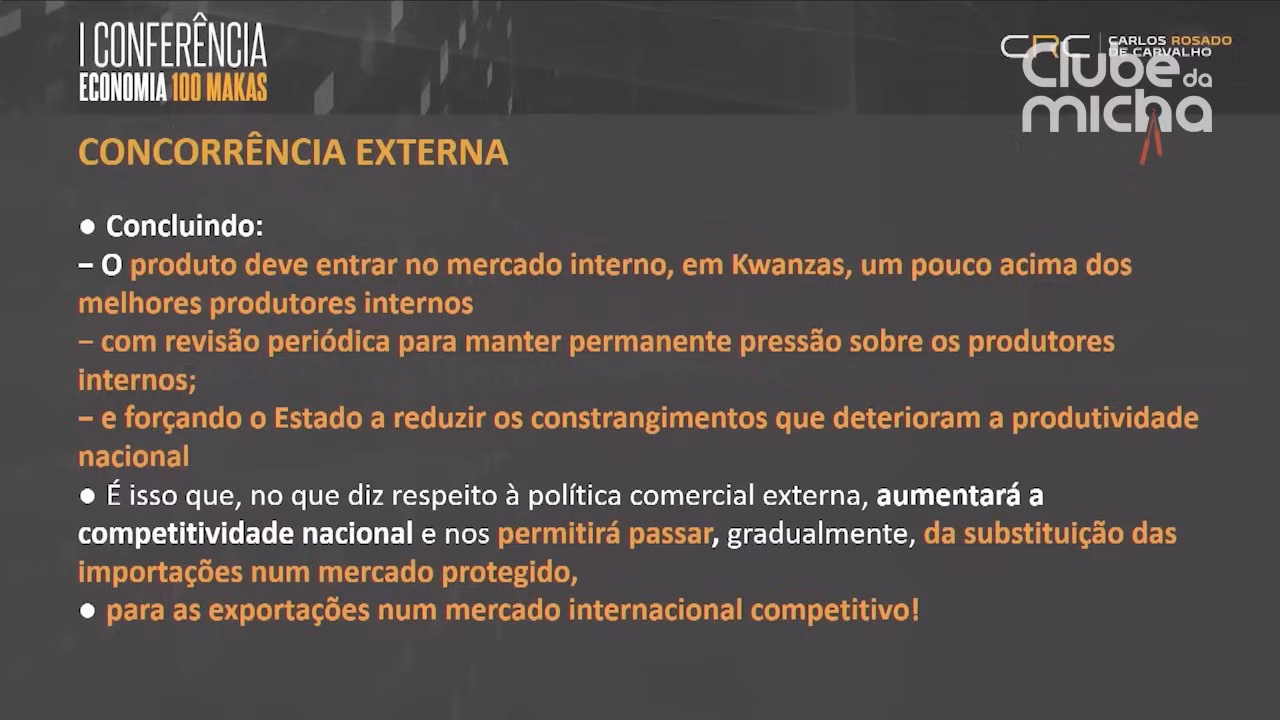 I CONFERÊNCIA
ECONOMIA 100 MAKAS
CRC
CARLOS ROSADO
DE CARVALHO
Clube da
micha
CONCORRÊNCIA EXTERNA
● Concluindo:
– O produto deve entrar no mercado interno, em Kwanzas, um pouco acima dos
melhores produtores internos
– com revisão periódica para manter permanente pressão sobre os produtores
internos;
– e forçando o Estado a reduzir os constrangimentos que deterioram a produtividade
nacional
● É isso que, no que diz respeito à política comercial externa, aumentará a
competitividade nacional e nos permitirá passar, gradualmente, da substituição das
importações num mercado protegido,
● para as exportações num mercado internacional competitivo!